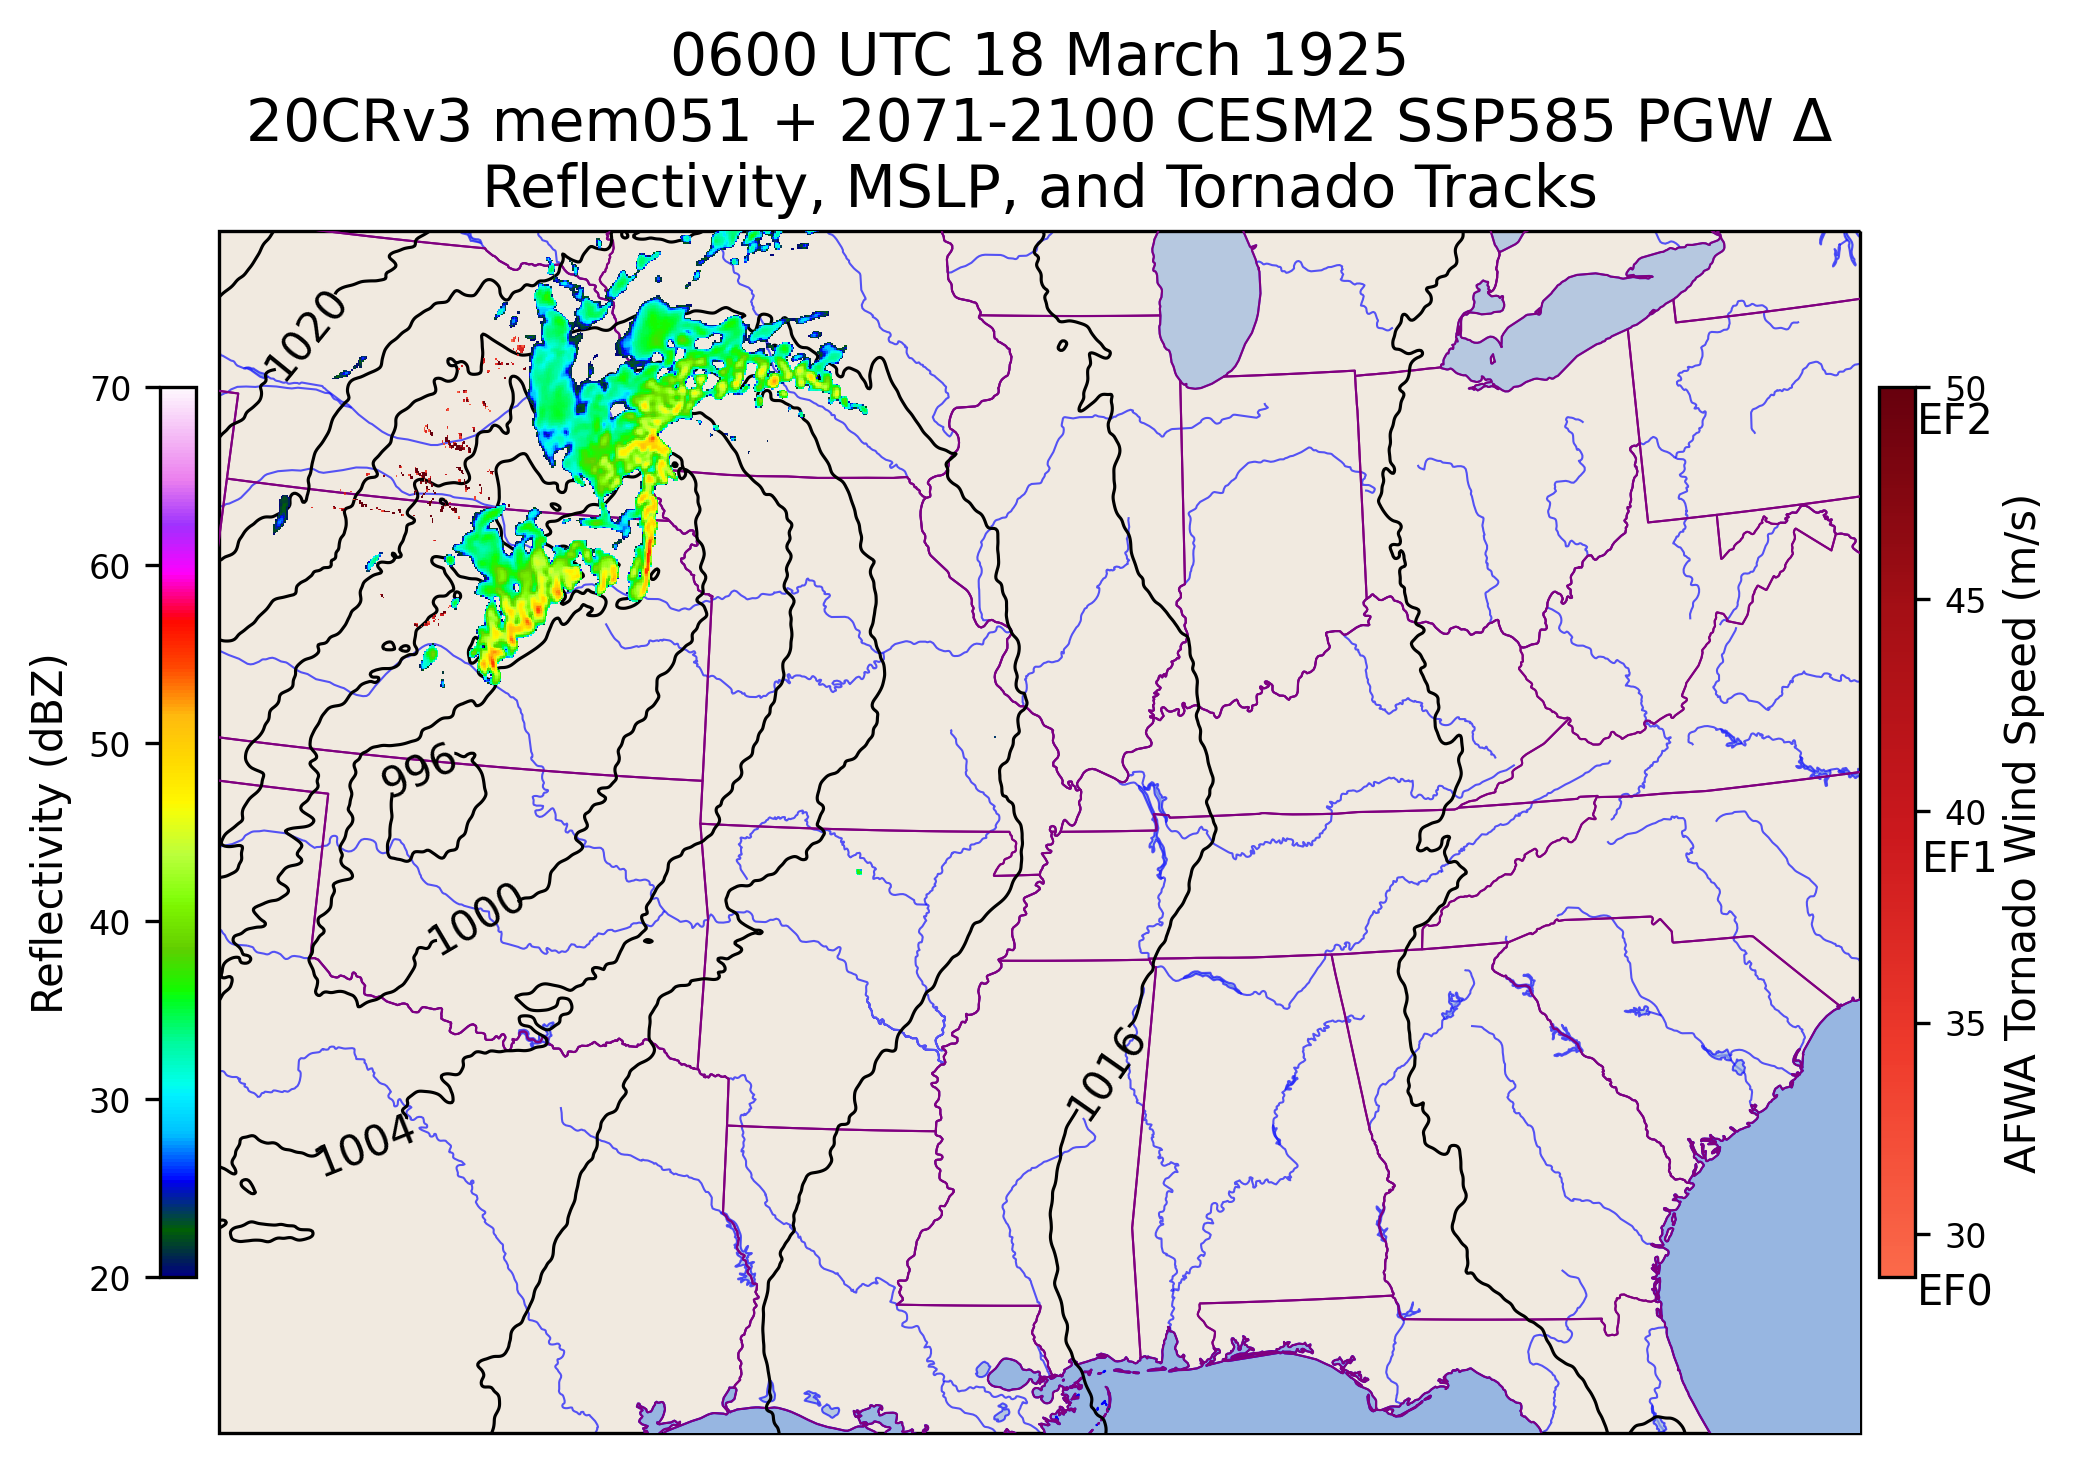 0600 UTC 18 March 1925
20CRv3 mem051 + 2071-2100 CESM2 SSP585 PGW Δ
Reflectivity, MSLP, and Tornado Tracks
Reflectivity (dBZ)
70
60
50
40
30
20
1020
996
1000
1004
1016
50
EF2
45
40
EF1
35
30
EF0
AFWA Tornado Wind Speed (m/s)